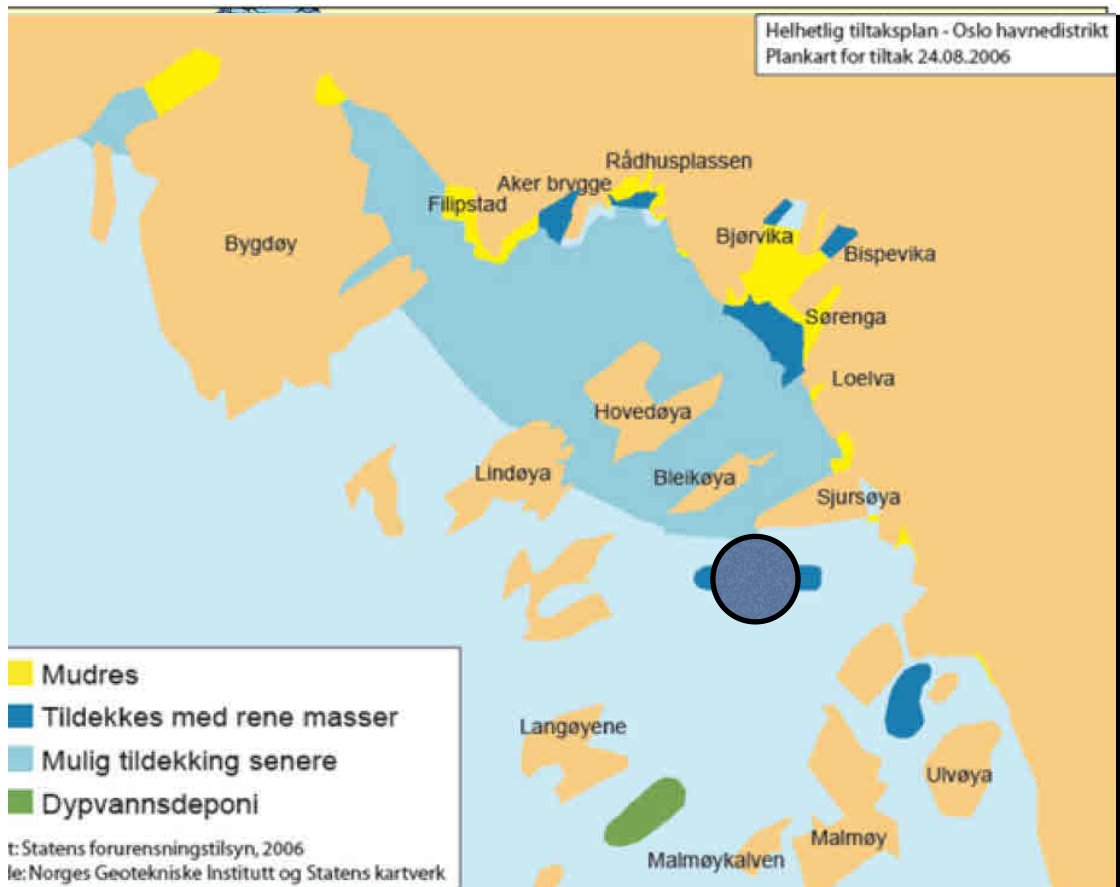 Helhetlig tiltaksplan - Oslo havnedistrikt
Plankart for tiltak 24.08.2006
Rådhusplassen
Aker brygge
Filipstad
Bygdøy
Bjørvika
Bispevika
Sørenga
Loelva
Hovedøya
Lindøya
Bleikøya
Sjursøya
Mudres
Tildekkes med rene masser
Mulig tildekking senere
Dypvannsdeponi
Langøyene
Ulvøya
Malmøy
Malmøykalven
t: Statens forurensningstilsyn, 2006
le: Norges Geotekniske Institutt og Statens kartverk